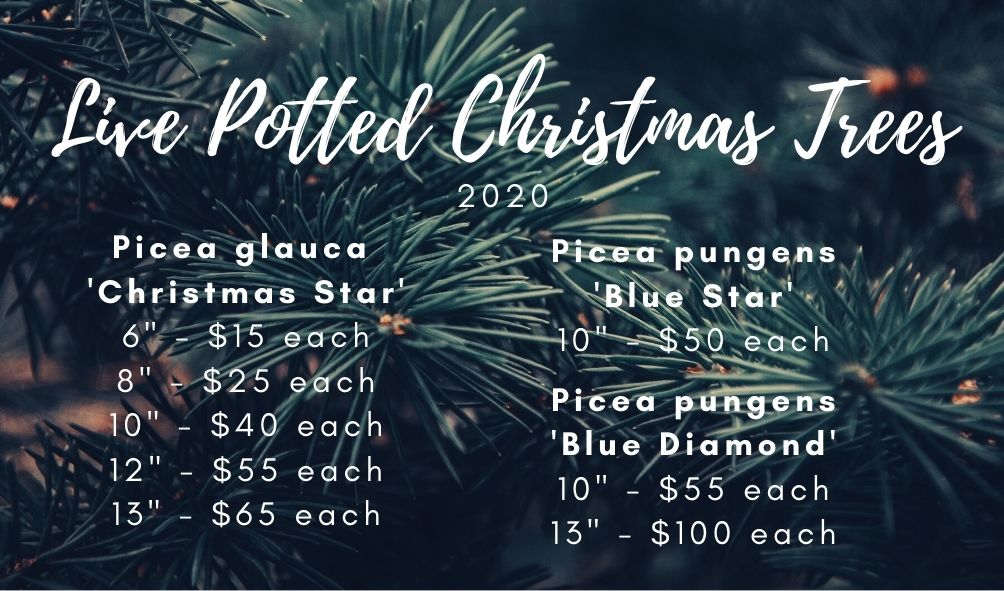 Live Potted Christmas Trees
2020
Picea glauca
'Christmas Star'
6" - $15 each
8" - $25 each
10" - $40 each
12" - $55 each
13" - $65 each
Picea pungens
'Blue Star'
10" - $50 each
Picea pungens
'Blue Diamond'
10" - $55 each
13" - $100 each